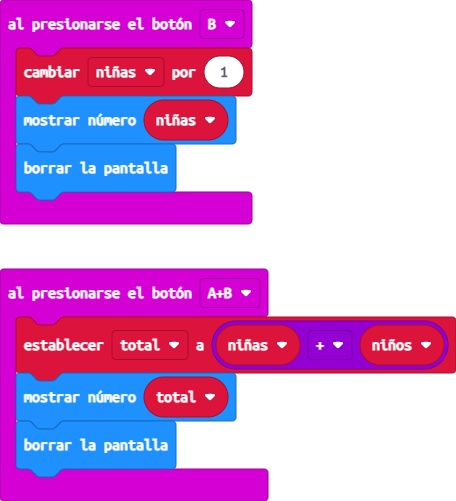 al presionarse el botón B
cambiar niñas por 1
mostrar número niñas
borrar la pantalla
al presionarse el botón A+B
establecer total a niñas + niños
mostrar número total
borrar la pantalla